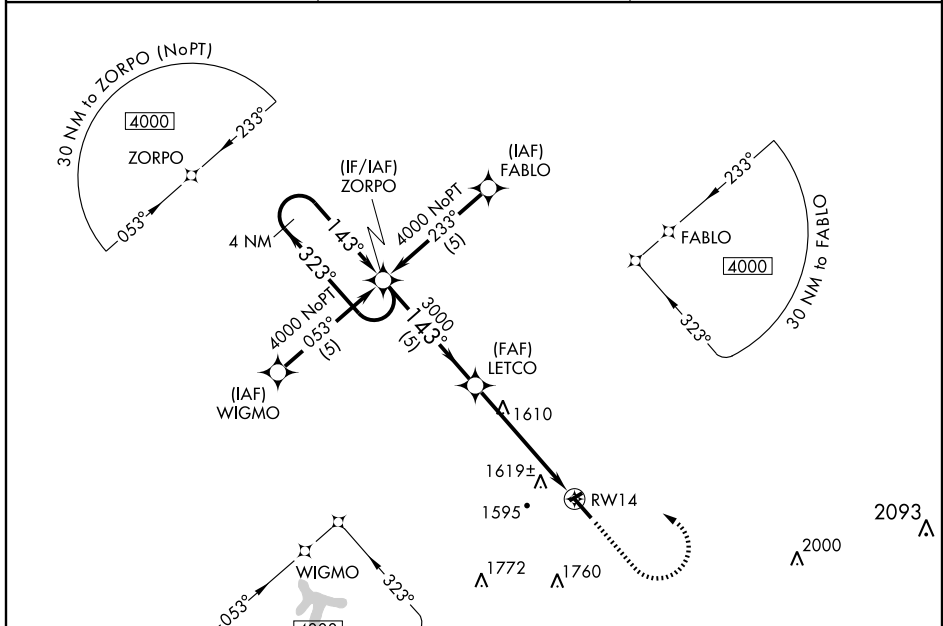 30 NM to ZORPO (NoPT)
4000
233°
ZORPO
053°
(IF/IAF)
ZORPO
(IAF)
FABLO
4000 NoPT
233°
(5)
4 NM
143°
323°
4000 NoPT
053°
(5)
(IAF)
WIGMO
3000
143°
(5)
(FAF)
LETCO
1610
1619±
1595
RW14
1772
1760
2000
2093
233°
FABLO
4000
323°
30 NM to FABLO
WIGMO
053°
323°